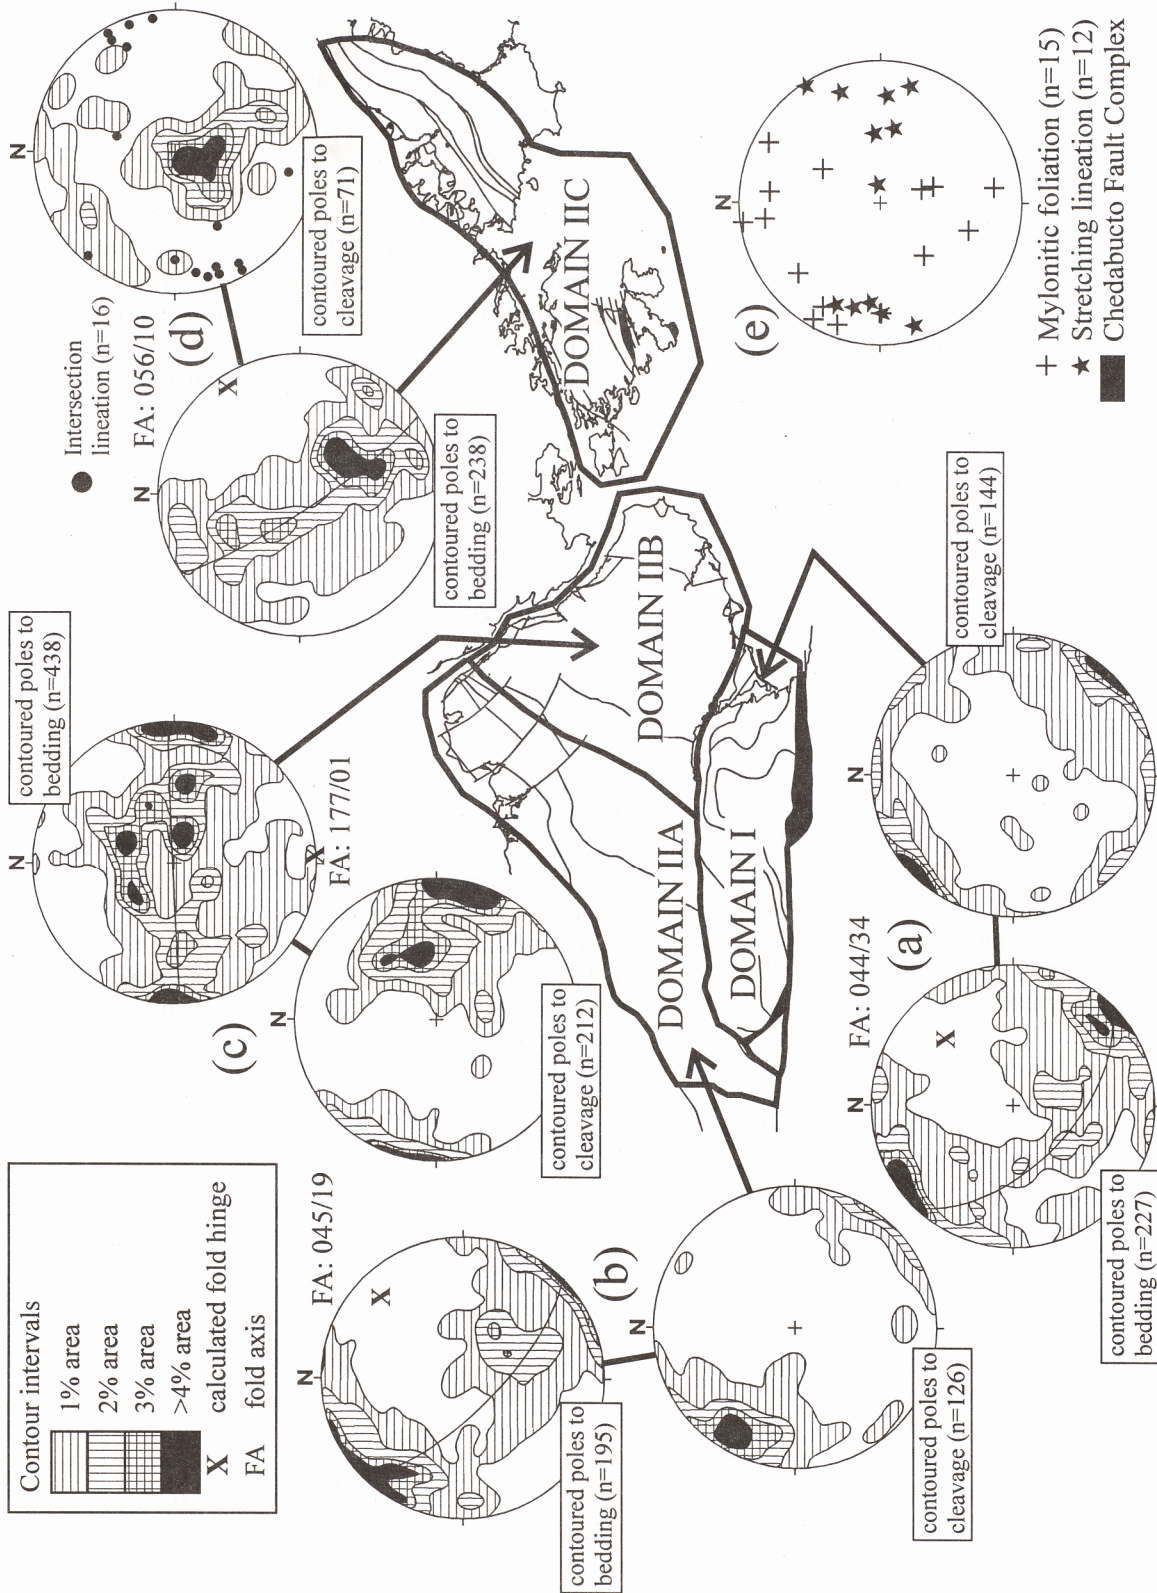 Contour intervals
1% area
2% area
3% area
>4% area
X calculated fold hinge
FA fold axis
N
FA: 045/19
X
contoured poles to
bedding (n=195)
(b)
N
contoured poles to
cleavage (n=126)
(c)
N
contoured poles to
bedding (n=438)
X
FA: 177/01
N
contoured poles to
cleavage (n=212)
Intersection
lineation (n=16)
FA: 056/10
(d)
N
contoured poles to
cleavage (n=71)
N
X
contoured poles to
bedding (n=238)
DOMAIN IIA
DOMAIN I
DOMAIN IIB
DOMAIN IIC
FA: 044/34
(a)
N
X
contoured poles to
bedding (n=227)
N
contoured poles to
cleavage (n=144)
(e)
N
Mylonitic foliation (n=15)
Stretching lineation (n=12)
Chedabucto Fault Complex